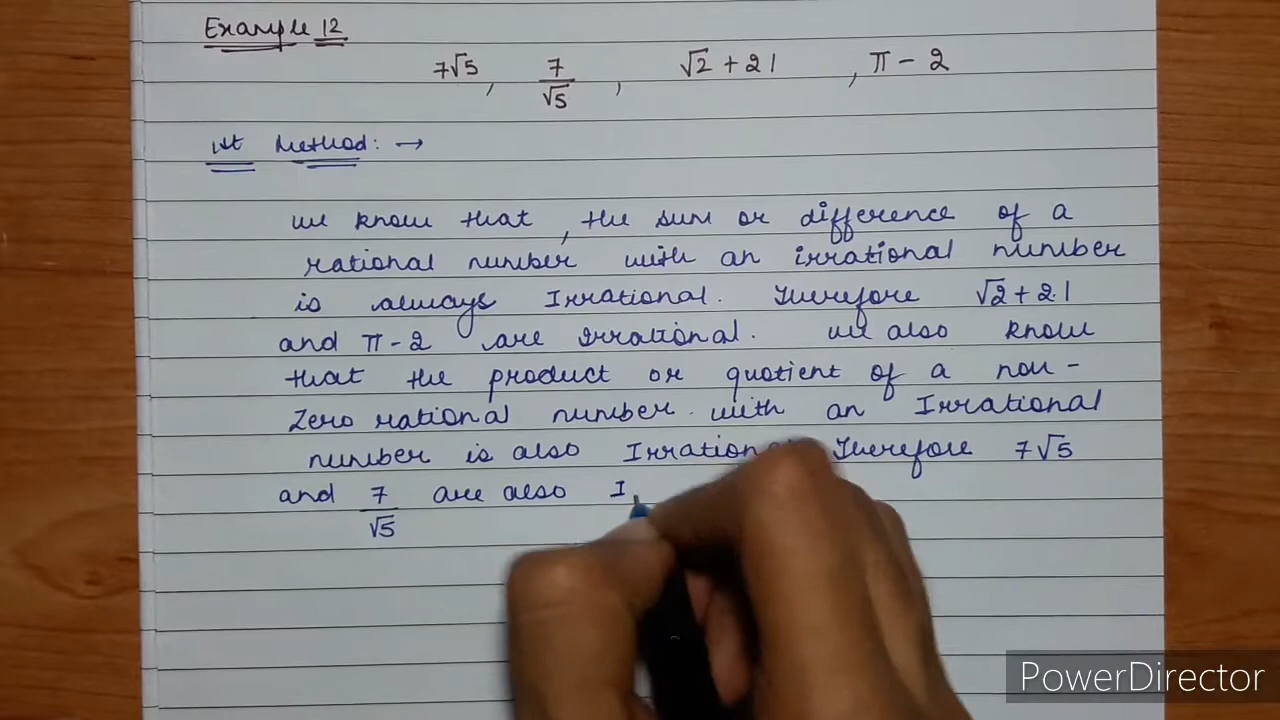 Example 12
7√5, 7/√5, √2 + 21, π - 2
1st Method: →
we know that, the sum or difference of a
rational number with an irrational number
is always Irrational. Therefore √2 + 21
and π - 2 are Irrational. we also know
that the product or quotient of a non-
Zero rational number with an Irrational
number is also Irrational Therefore 7√5
and 7/√5 are also I
PowerDirector